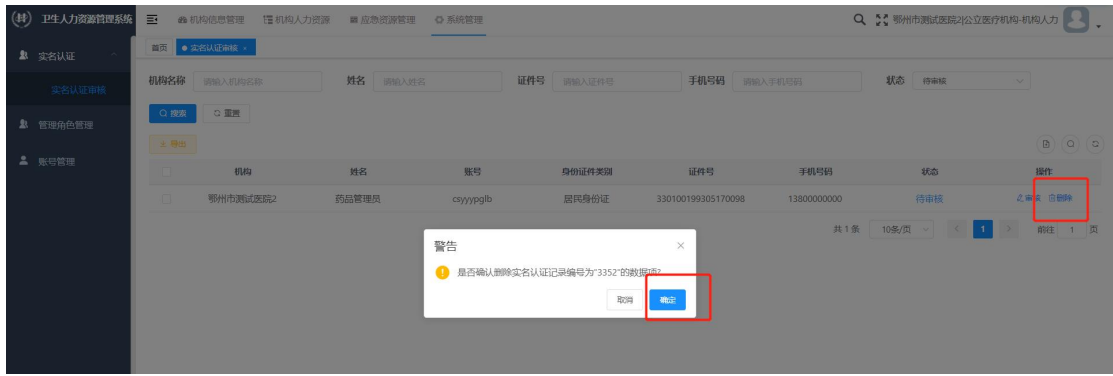 卫生人力资源管理系统 机构信息管理 机构人力资源 应急资源管理 系统管理 鄂州市测试医院2|公立医疗机构-机构人力
实名认证
首页 实名认证审核 ×
机构名称 请输入机构名称 姓名 请输入姓名 证件号 请输入证件号 手机号码 请输入手机号码 状态 待审核
实名认证审核
搜索 重置
管理角色管理
导出
账号管理
机构 姓名 账号 身份证件类别 证件号 手机号码 状态 操作
鄂州市测试医院2 药品管理员 csyyypglb 居民身份证 330100199305170098 13800000000 待审核 审核 删除
共1条 10条/页 < 1 > 前往 1 页
警告 ×
是否确认删除实名认证记录编号为"3352"的数据项?
取消 确定